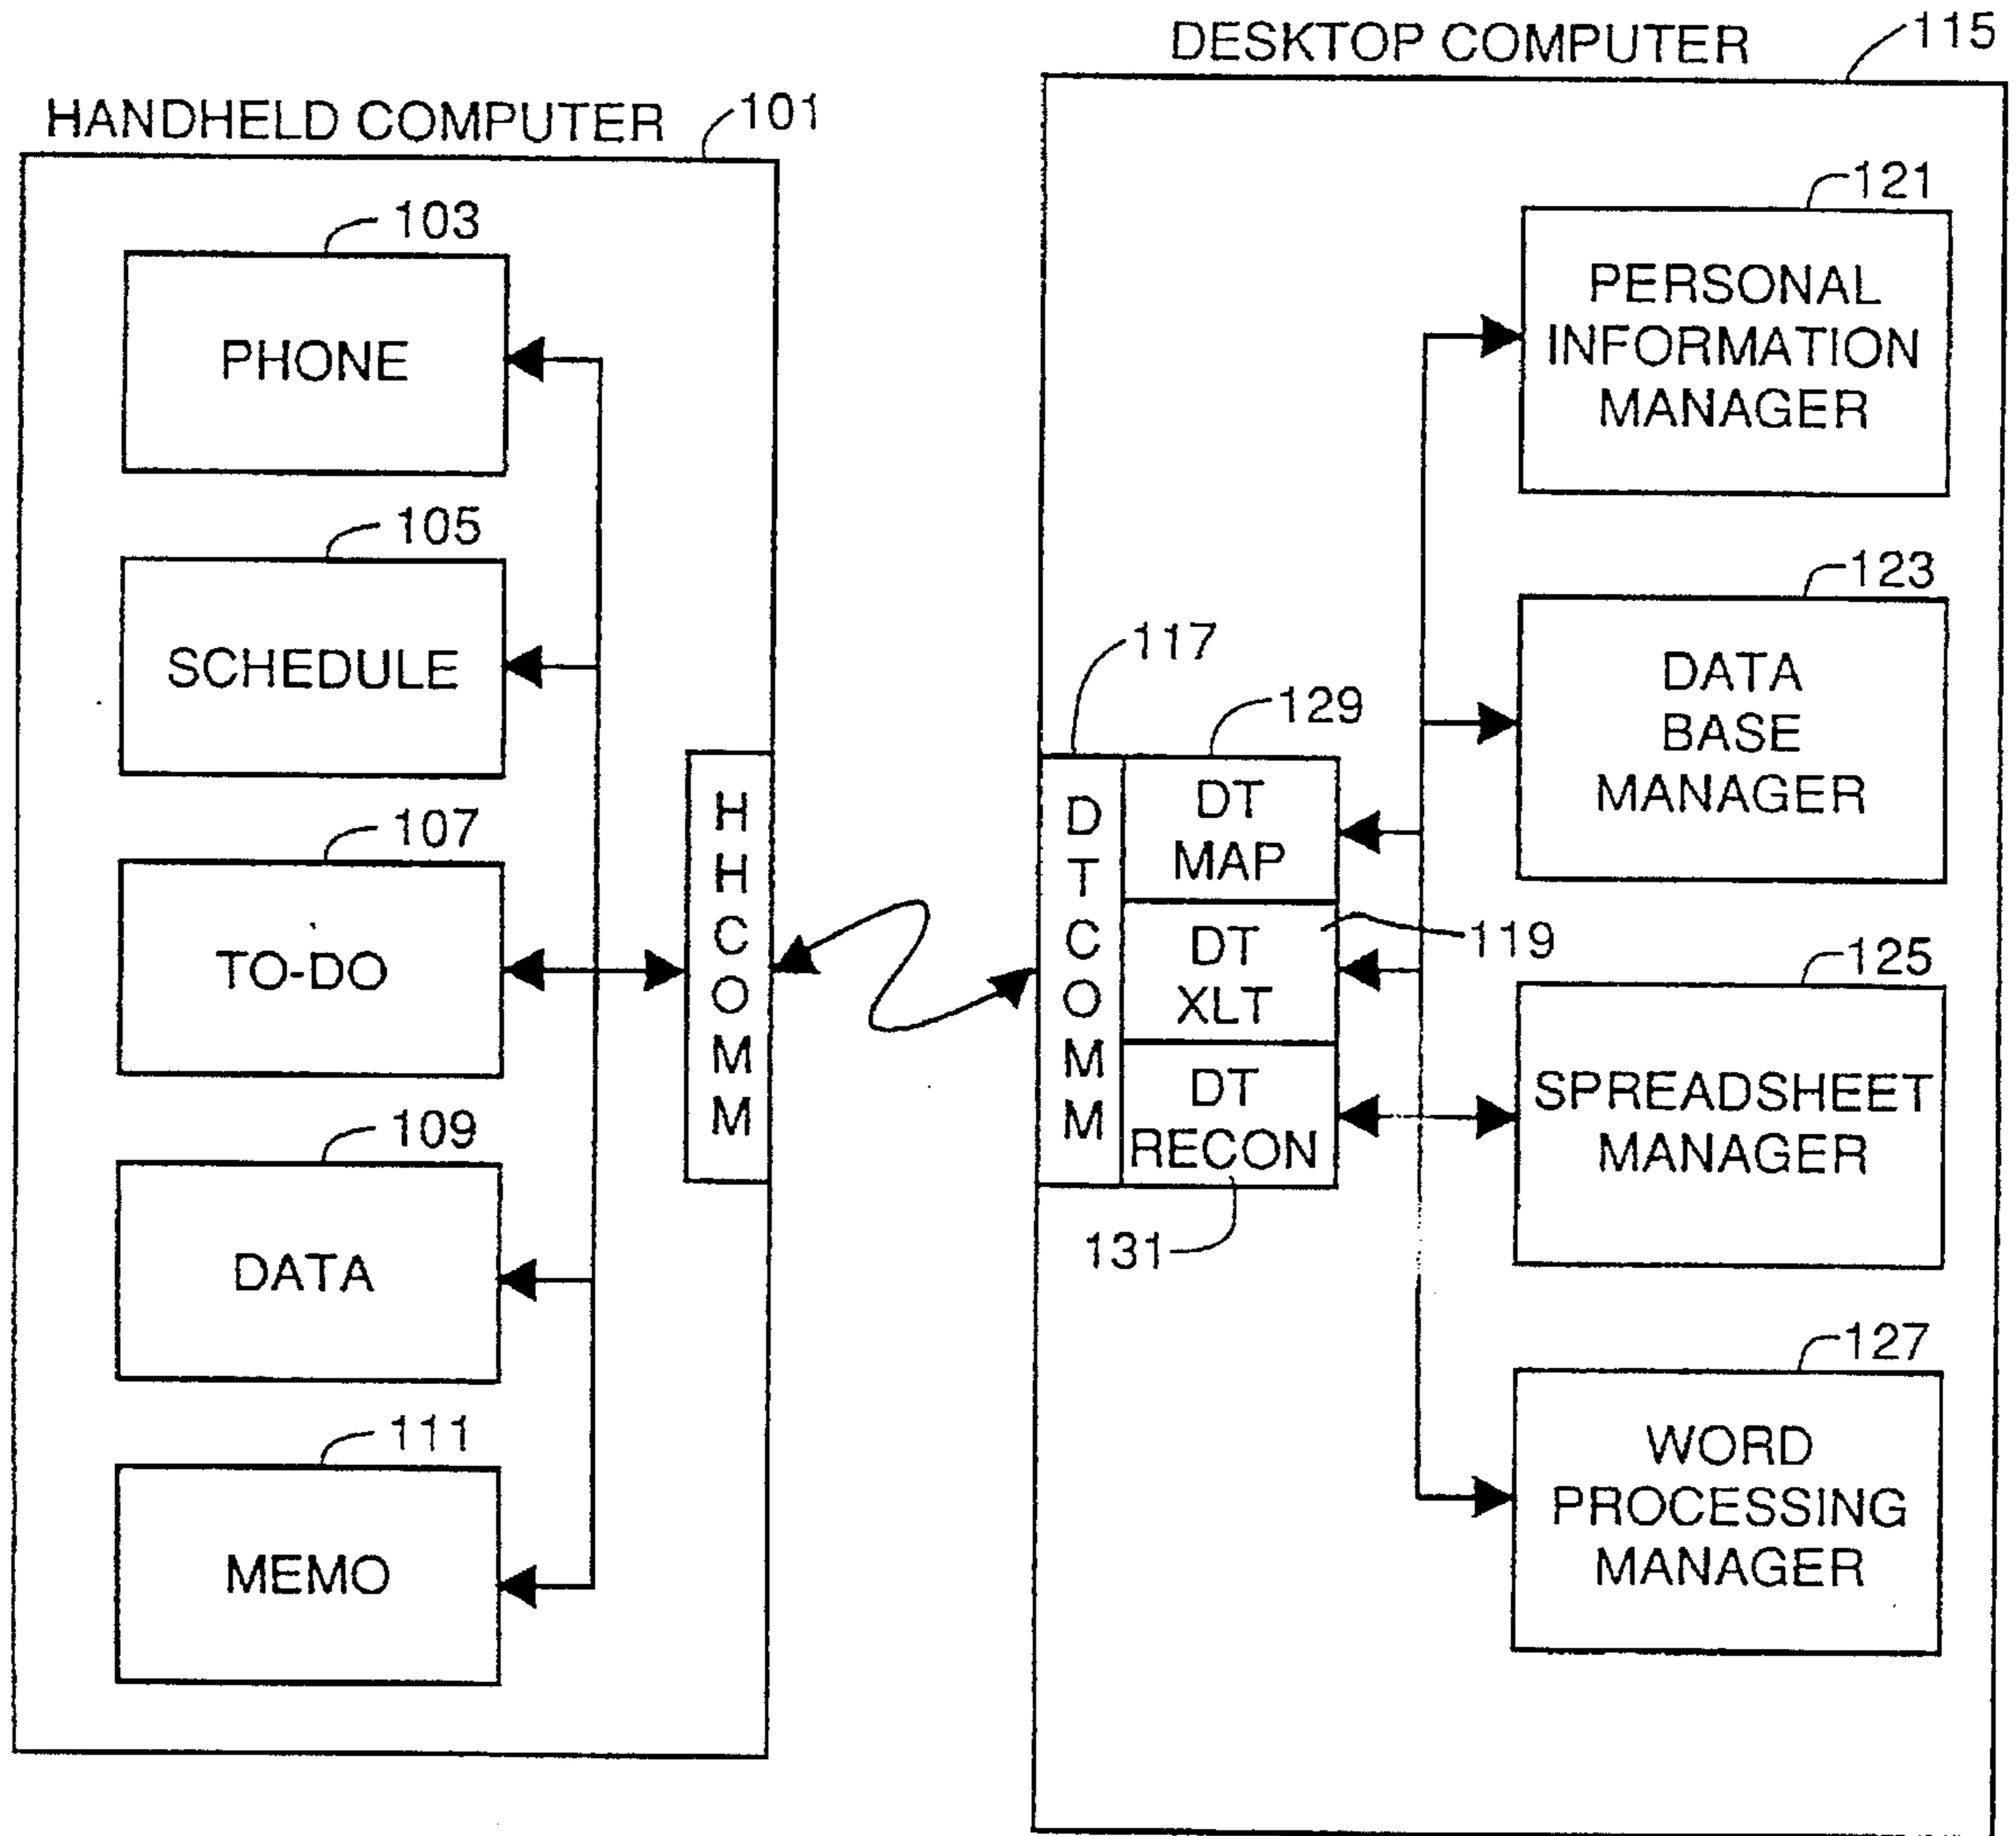 DESKTOP COMPUTER
115
HANDHELD COMPUTER
101
103
PHONE
105
SCHEDULE
107
TO-DO
109
DATA
111
MEMO
HHCOMM
117
DTCOMM
129
DT
MAP
119
DT
XLT
DT
RECON
131
121
PERSONAL
INFORMATION
MANAGER
123
DATA
BASE
MANAGER
125
SPREADSHEET
MANAGER
127
WORD
PROCESSING
MANAGER